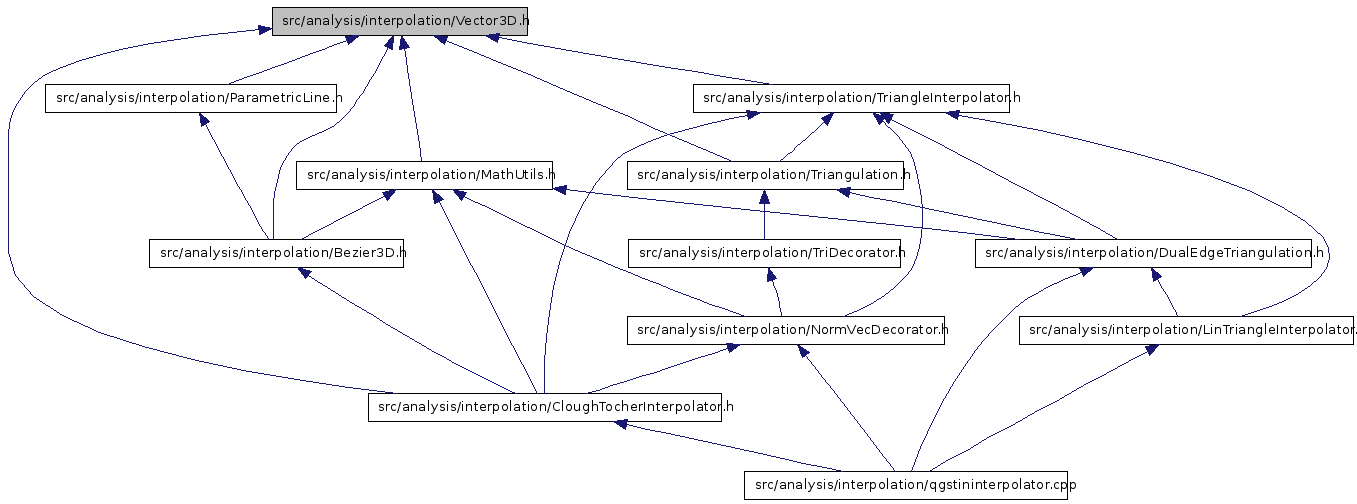 src/analysis/interpolation/Vector3D.h
src/analysis/interpolation/ParametricLine.h
src/analysis/interpolation/TriangleInterpolator.h
src/analysis/interpolation/MathUtils.h
src/analysis/interpolation/Triangulation.h
src/analysis/interpolation/Bezier3D.h
src/analysis/interpolation/TriDecorator.h
src/analysis/interpolation/DualEdgeTriangulation.h
src/analysis/interpolation/NormVecDecorator.h
src/analysis/interpolation/LinTriangleInterpolator.
src/analysis/interpolation/CloughTocherInterpolator.h
src/analysis/interpolation/qgstininterpolator.cpp